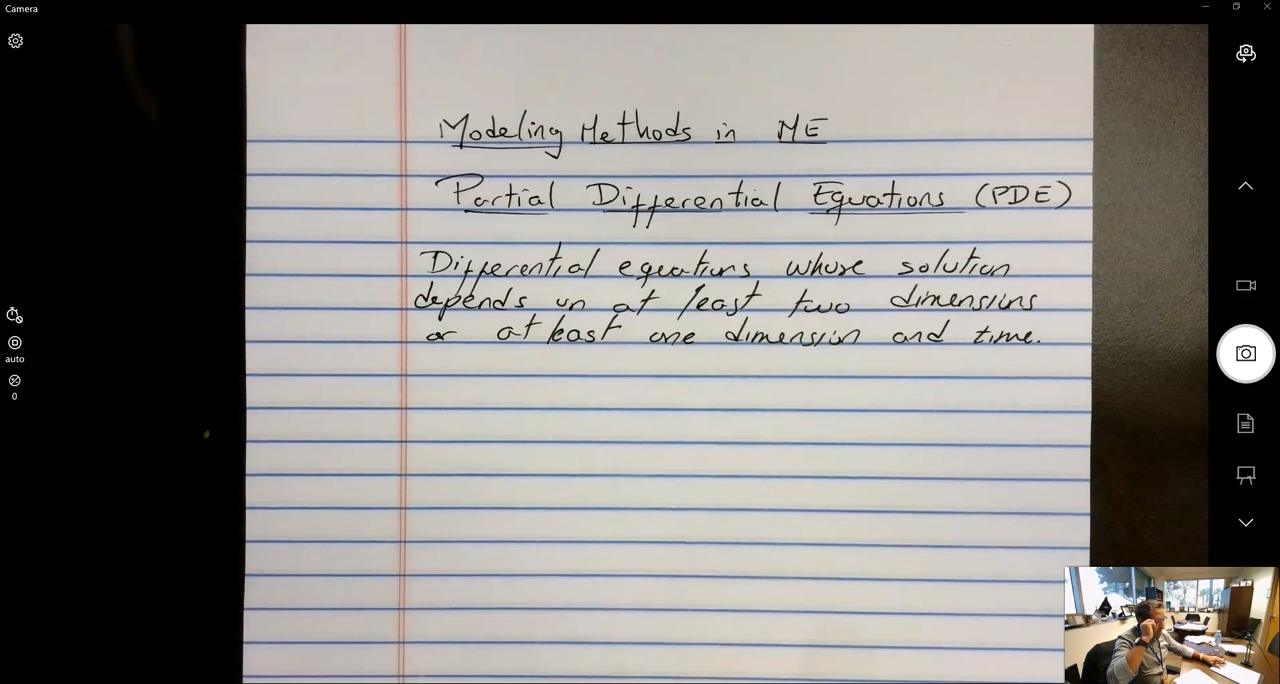 Camera
Modeling Methods in ME
Partial Differential Equations (PDE)
Differential equations whose solution
depends on at least two dimensions
or at least one dimension and time.
auto
0